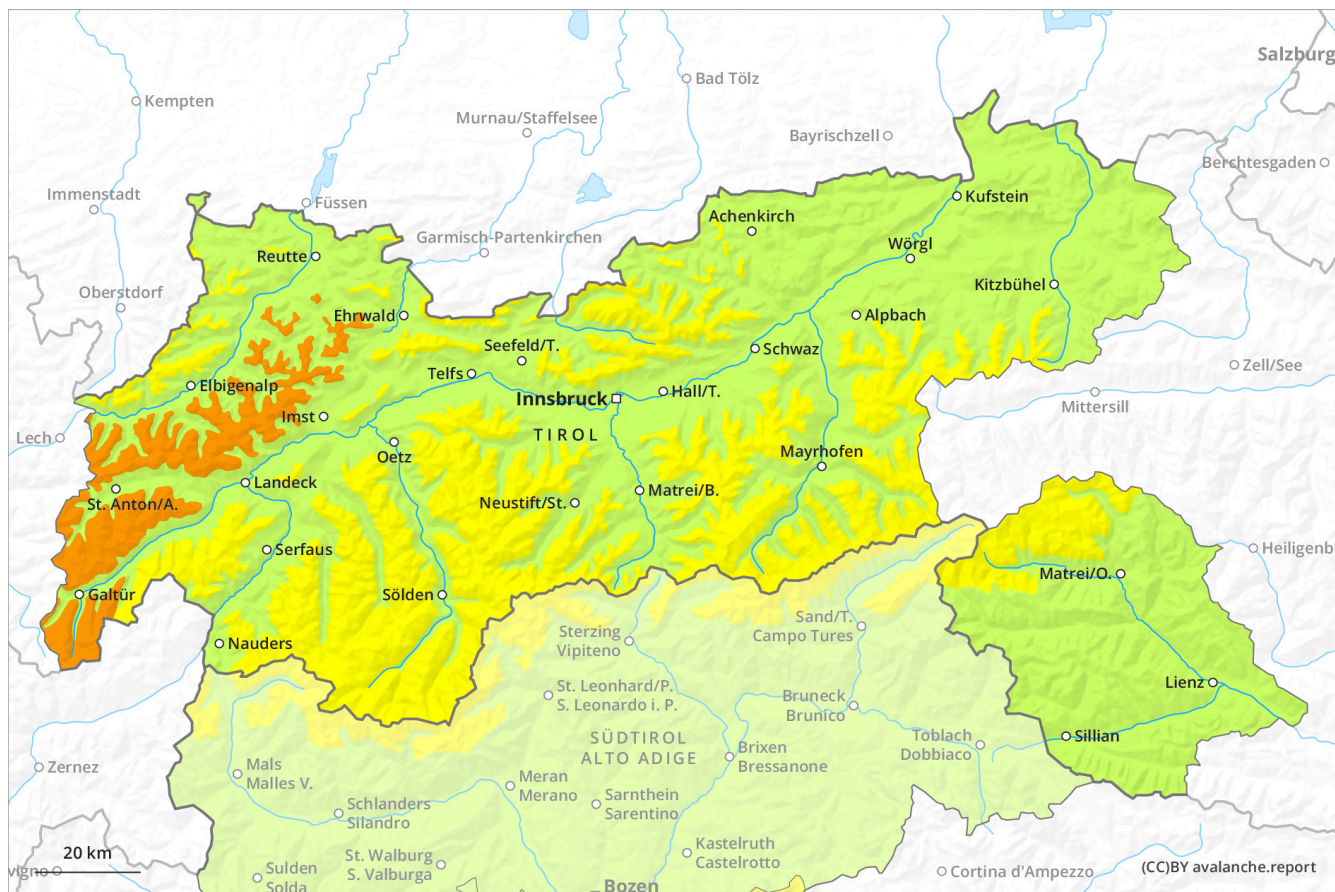 Salzburg
Bad Tölz
Kempten
Murnau/Staffelsee
Bayrischzell
Berchtesgaden
Immenstadt
Füssen
Kufstein
Achenkirch
Garmisch-Partenkirchen
Wörgl
Reutte
Kitzbühel
Oberstdorf
Ehrwald
Alpbach
Seefeld/T.
Schwaz
Zell/See
Telfs
Elbigenalp
Hall/T.
Innsbruck
Mittersill
Imst
Lech
TIROL
Oetz
Mayrhofen
Landeck
Matrei/B.
St. Anton/A.
Neustift/St.
Serfaus
Heiligenb
Matrei/O.
Galtür
Sölden
Sand/T.
Campo Tures
Sterzing
Vipiteno
Nauders
Lienz
St. Leonhard/P.
S. Leonardo i. P.
Bruneck
Brunico
Sillian
Toblach
Dobbiaco
SÜDTIROL
ALTO ADIGE
Brixen
Bressanone
Zernez
Mals
Malles V.
Meran
Merano
Sarnthein
Sarentino
Schlanders
Silandro
Kastelruth
Castelrotto
20 km
St. Walburg
S. Valburga
vigno
Sulden
Solda
Cortina d'Ampezzo
(CC)BY avalanche.report
Bozen